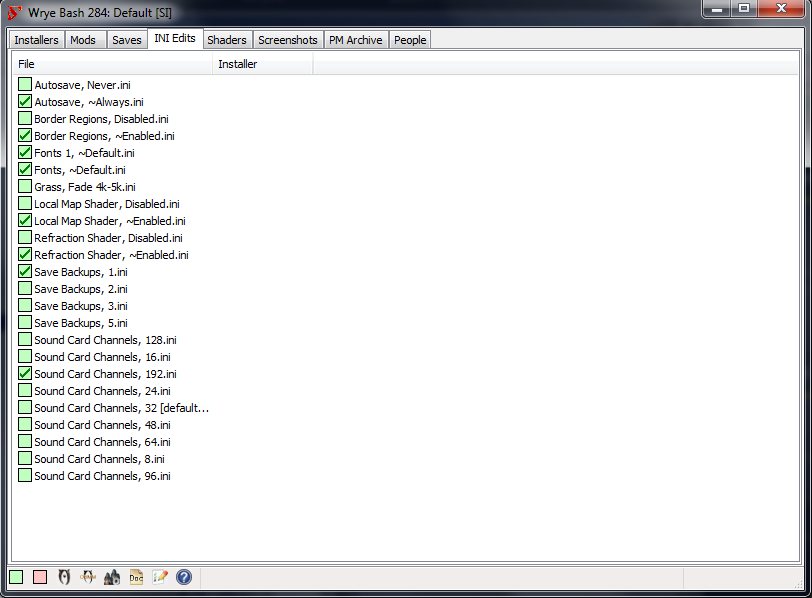 Wrye Bash 284: Default [SI]
Installers Mods Saves INI Edits Shaders Screenshots PM Archive People
File Installer
Autosave, Never.ini
Autosave, ~Always.ini
Border Regions, Disabled.ini
Border Regions, ~Enabled.ini
Fonts 1, ~Default.ini
Fonts, ~Default.ini
Grass, Fade 4k-5k.ini
Local Map Shader, Disabled.ini
Local Map Shader, ~Enabled.ini
Refraction Shader, Disabled.ini
Refraction Shader, ~Enabled.ini
Save Backups, 1.ini
Save Backups, 2.ini
Save Backups, 3.ini
Save Backups, 5.ini
Sound Card Channels, 128.ini
Sound Card Channels, 16.ini
Sound Card Channels, 192.ini
Sound Card Channels, 24.ini
Sound Card Channels, 32 [default...
Sound Card Channels, 48.ini
Sound Card Channels, 64.ini
Sound Card Channels, 8.ini
Sound Card Channels, 96.ini
Doc ?